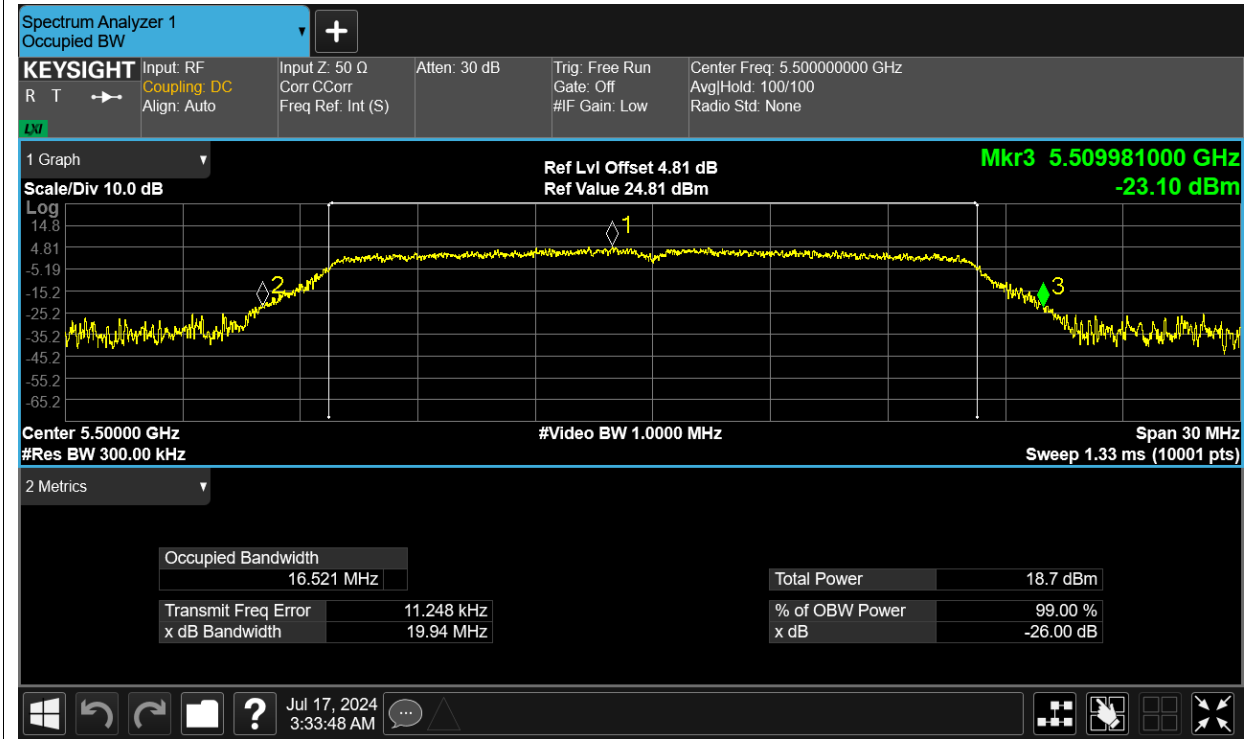 Spectrum Analyzer 1
Occupied BW
KEYSIGHT
R T
LXI
Input: RF
Coupling: DC
Align: Auto
Input Z: 50 Ω
Corr CCorr
Freq Ref: Int (S)
Atten: 30 dB
Trig: Free Run
Gate: Off
#IF Gain: Low
Center Freq: 5.500000000 GHz
Avg|Hold: 100/100
Radio Std: None
1 Graph
Scale/Div 10.0 dB
Ref Lvl Offset 4.81 dB
Ref Value 24.81 dBm
Mkr3 5.509981000 GHz
-23.10 dBm
Log
14.8
4.81
-5.19
-15.2
-25.2
-35.2
-45.2
-55.2
-65.2
1
2
3
Center 5.50000 GHz
#Video BW 1.0000 MHz
Span 30 MHz
#Res BW 300.00 kHz
Sweep 1.33 ms (10001 pts)
2 Metrics
Occupied Bandwidth
16.521 MHz
Total Power 18.7 dBm
Transmit Freq Error 11.248 kHz
% of OBW Power 99.00 %
x dB Bandwidth 19.94 MHz
x dB -26.00 dB
?
Jul 17, 2024
3:33:48 AM